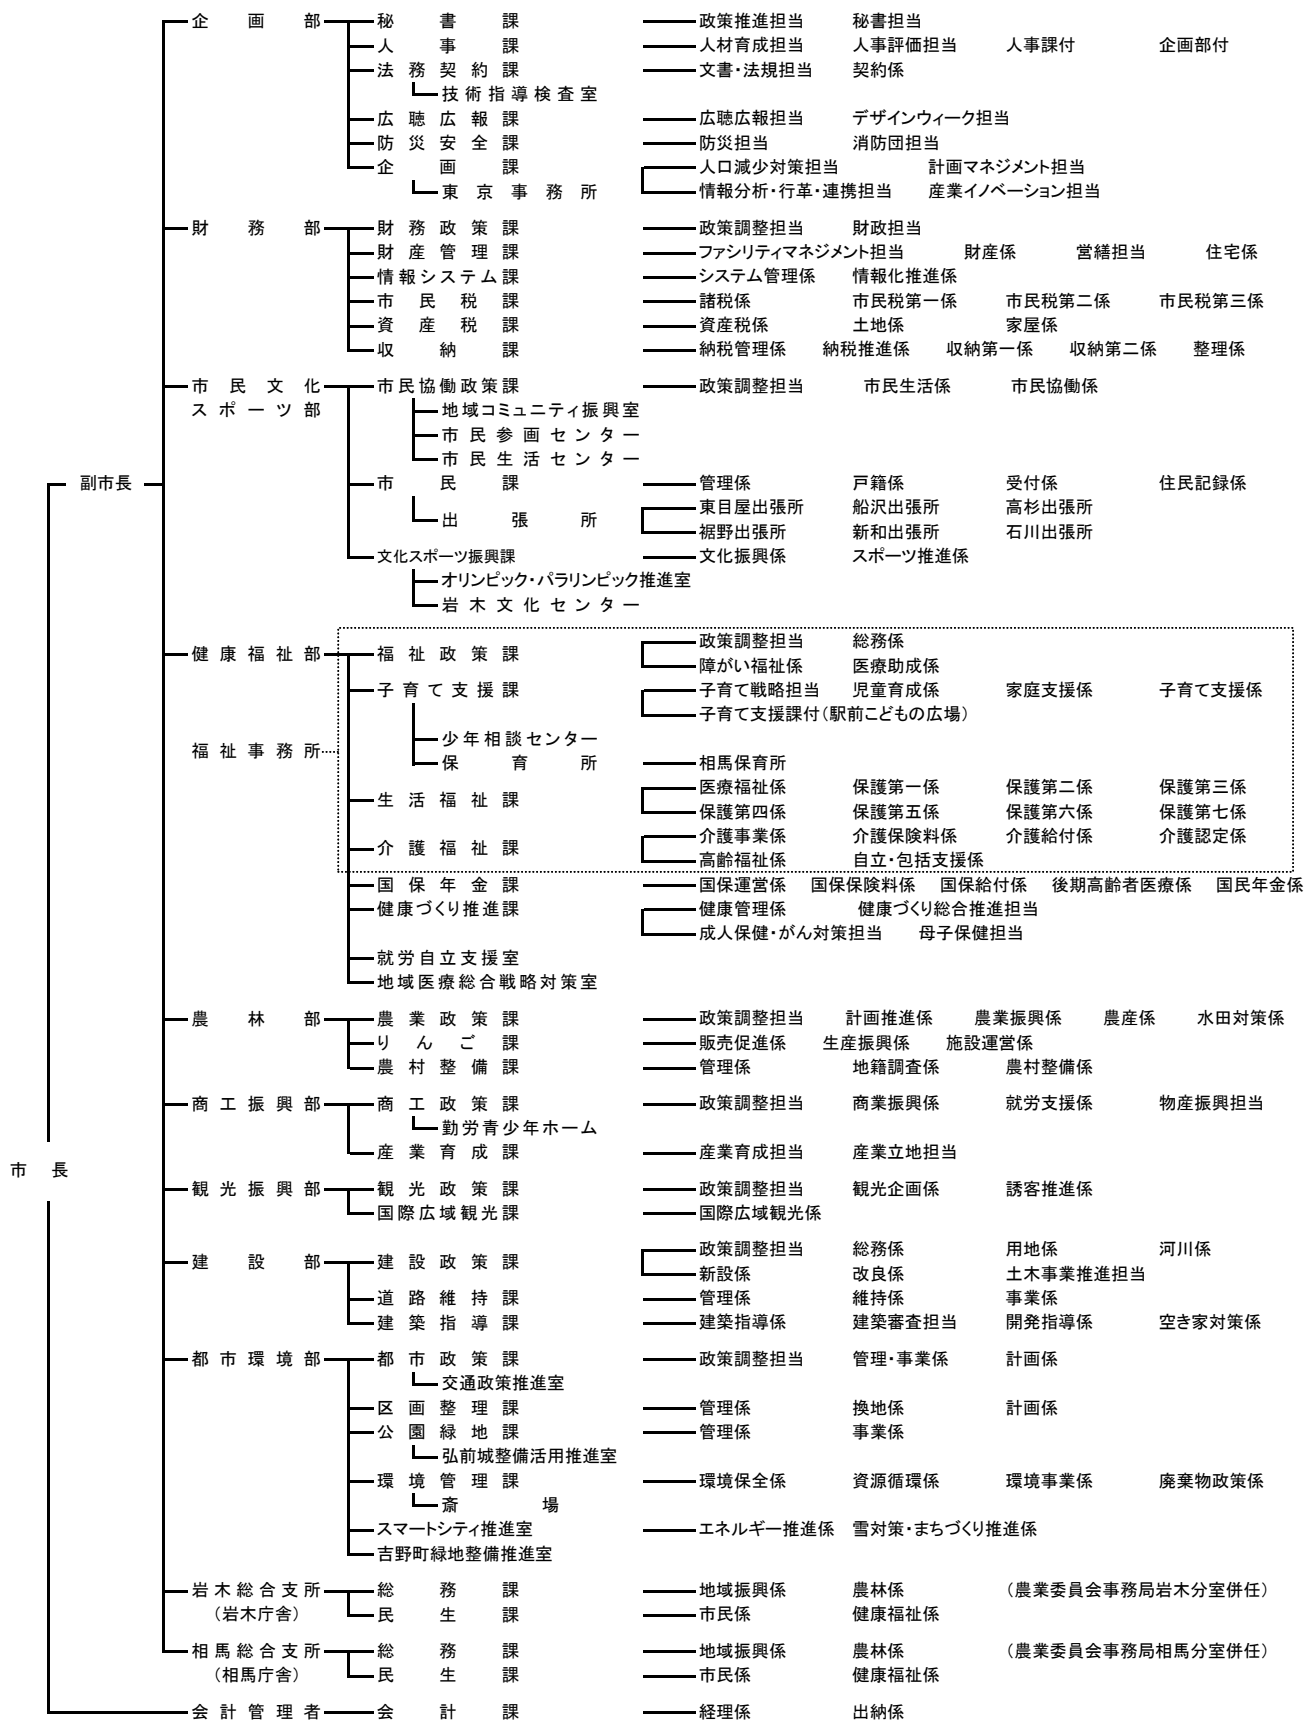 企画部 秘書課 政策推進担当 秘書担当
人事課 人材育成担当 人事評価担当 人事課付 企画部付
法務契約課 文書・法規担当 契約係
技術指導検査室
広聴広報課 広聴広報担当 デザインウィーク担当
防災安全課 防災担当 消防団担当
企画課 人口減少対策担当 計画マネジメント担当
東京事務所 情報分析・行革・連携担当 産業イノベーション担当
財務部 財務政策課 政策調整担当 財政担当
財産管理課 ファシリティマネジメント担当 財産係 営繕担当 住宅係
情報システム課 システム管理係 情報化推進係
市民税課 諸税係 市民税第一係 市民税第二係 市民税第三係
資産税課 資産税係 土地係 家屋係
収納課 納税管理係 納税推進係 収納第一係 収納第二係 整理係
市民文化 市民協働政策課 政策調整担当 市民生活係 市民協働係
スポーツ部 地域コミュニティ振興室
市民参画センター
市民生活センター
副市長 市民課 管理係 戸籍係 受付係 住民記録係
東目屋出張所 船沢出張所 高杉出張所
出張所
裾野出張所 新和出張所 石川出張所
文化スポーツ振興課 文化振興係 スポーツ推進係
オリンピック・パラリンピック推進室
岩木文化センター
政策調整担当 総務係
健康福祉部 福祉政策課
障がい福祉係 医療助成係
子育て支援課 子育て戦略担当 児童育成係 家庭支援係 子育て支援係
子育て支援課付（駅前こどもの広場）
少年相談センター
福祉事務所
保育所 相馬保育所
医療福祉係 保護第一係 保護第二係 保護第三係
生活福祉課
保護第四係 保護第五係 保護第六係 保護第七係
介護事業係 介護保険料係 介護給付係 介護認定係
介護福祉課
高齢福祉係 自立・包括支援係
国保年金課 国保運営係 国保保険料係 国保給付係 後期高齢者医療係 国民年金係
健康づくり推進課 健康管理係 健康づくり総合推進担当
成人保健・がん対策担当 母子保健担当
就労自立支援室
地域医療総合戦略対策室
農林部 農業政策課 政策調整担当 計画推進係 農業振興係 農産係 水田対策係
りんご課 販売促進係 生産振興係 施設運営係
農村整備課 管理係 地籍調査係 農村整備係
商工振興部 商工政策課 政策調整担当 商業振興係 就労支援係 物産振興担当
勤労青少年ホーム
産業育成課 産業育成担当 産業立地担当
市長
観光振興部 観光政策課 政策調整担当 観光企画係 誘客推進係
国際広域観光課 国際広域観光係
政策調整担当 総務係 用地係 河川係
建設部 建設政策課
新設係 改良係 土木事業推進担当
道路維持課 管理係 維持係 事業係
建築指導課 建築指導係 建築審査担当 開発指導係 空き家対策係
都市環境部 都市政策課 政策調整担当 管理・事業係 計画係
交通政策推進室
区画整理課 管理係 換地係 計画係
公園緑地課 管理係 事業係
弘前城整備活用推進室
環境管理課 環境保全係 資源循環係 環境事業係 廃棄物政策係
斎場
スマートシティ推進室 エネルギー推進係 雪対策・まちづくり推進係
吉野町緑地整備推進室
岩木総合支所 総務課 地域振興係 農林係 （農業委員会事務局岩木分室併任）
（岩木庁舎） 民生課 市民係 健康福祉係
相馬総合支所 総務課 地域振興係 農林係 （農業委員会事務局相馬分室併任）
（相馬庁舎） 民生課 市民係 健康福祉係
会計管理者 会計課 経理係 出納係